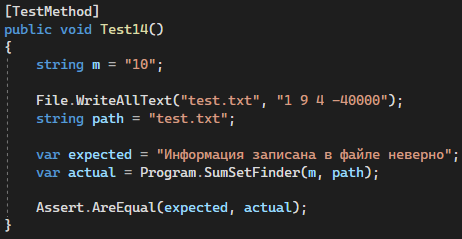 [TestMethod]
public void Test14()
{
string m = "10";
File.WriteAllText("test.txt", "1 9 4 -40000");
string path = "test.txt";
var expected = "Информация записана в файле неверно";
var actual = Program.SumSetFinder(m, path);
Assert.AreEqual(expected, actual);
}